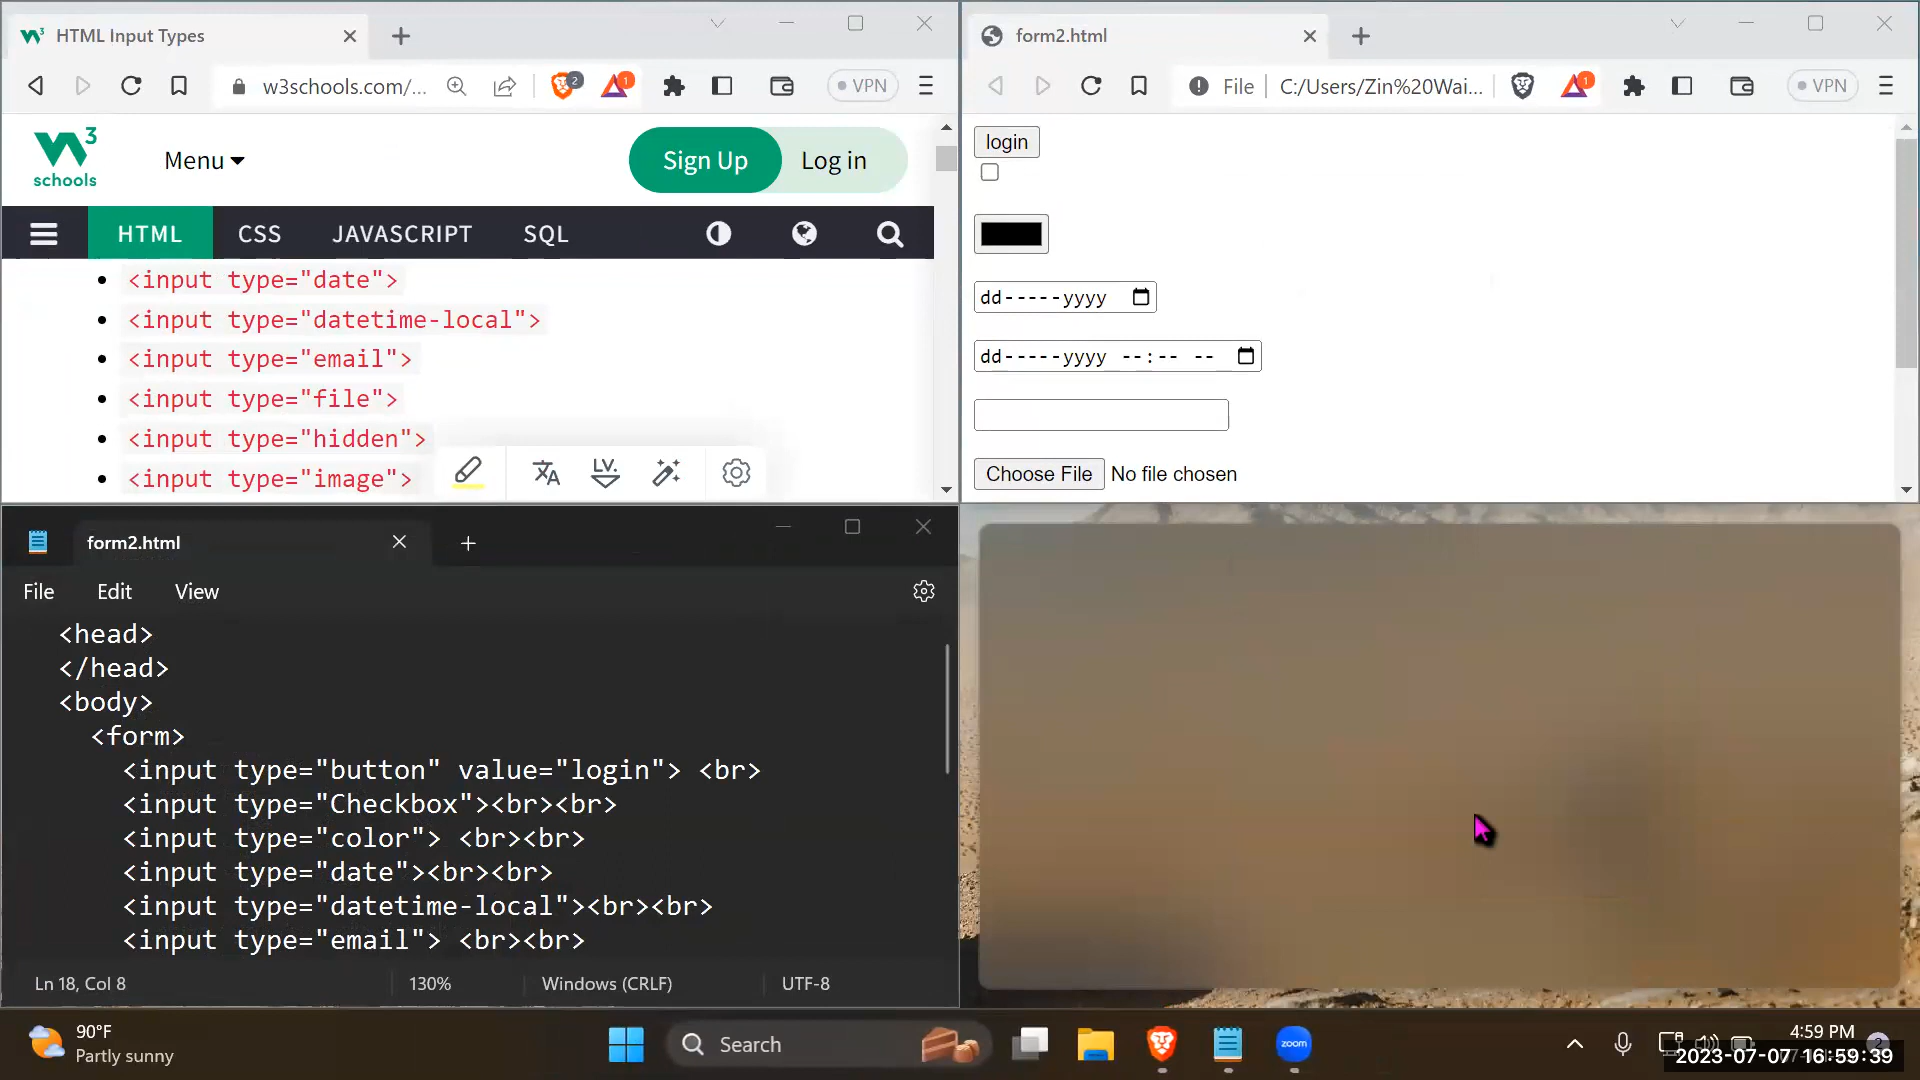 HTML Input Types
w3schools.com/...
2
1
VPN
W3
schools
Menu
Sign Up
Log in
HTML
CSS
JAVASCRIPT
SQL
<input type="date">
<input type="datetime-local">
<input type="email">
<input type="file">
<input type="hidden">
<input type="image">
LV.
form2.html
File
C:/Users/Zin%20Wai...
1
VPN
login
dd-----yyyy
dd-----yyyy --:-- --
Choose File No file chosen
form2.html
File
Edit
View
<head>
</head>
<body>
<form>
<input type="button" value="login"> <br>
<input type="Checkbox"><br><br>
<input type="color"> <br><br>
<input type="date"><br><br>
<input type="datetime-local"><br><br>
<input type="email"> <br><br>
Ln 18, Col 8
130%
Windows (CRLF)
UTF-8
90°F
Partly sunny
Search
zoom
4:59 PM
2
2023-07-07 16:59:39